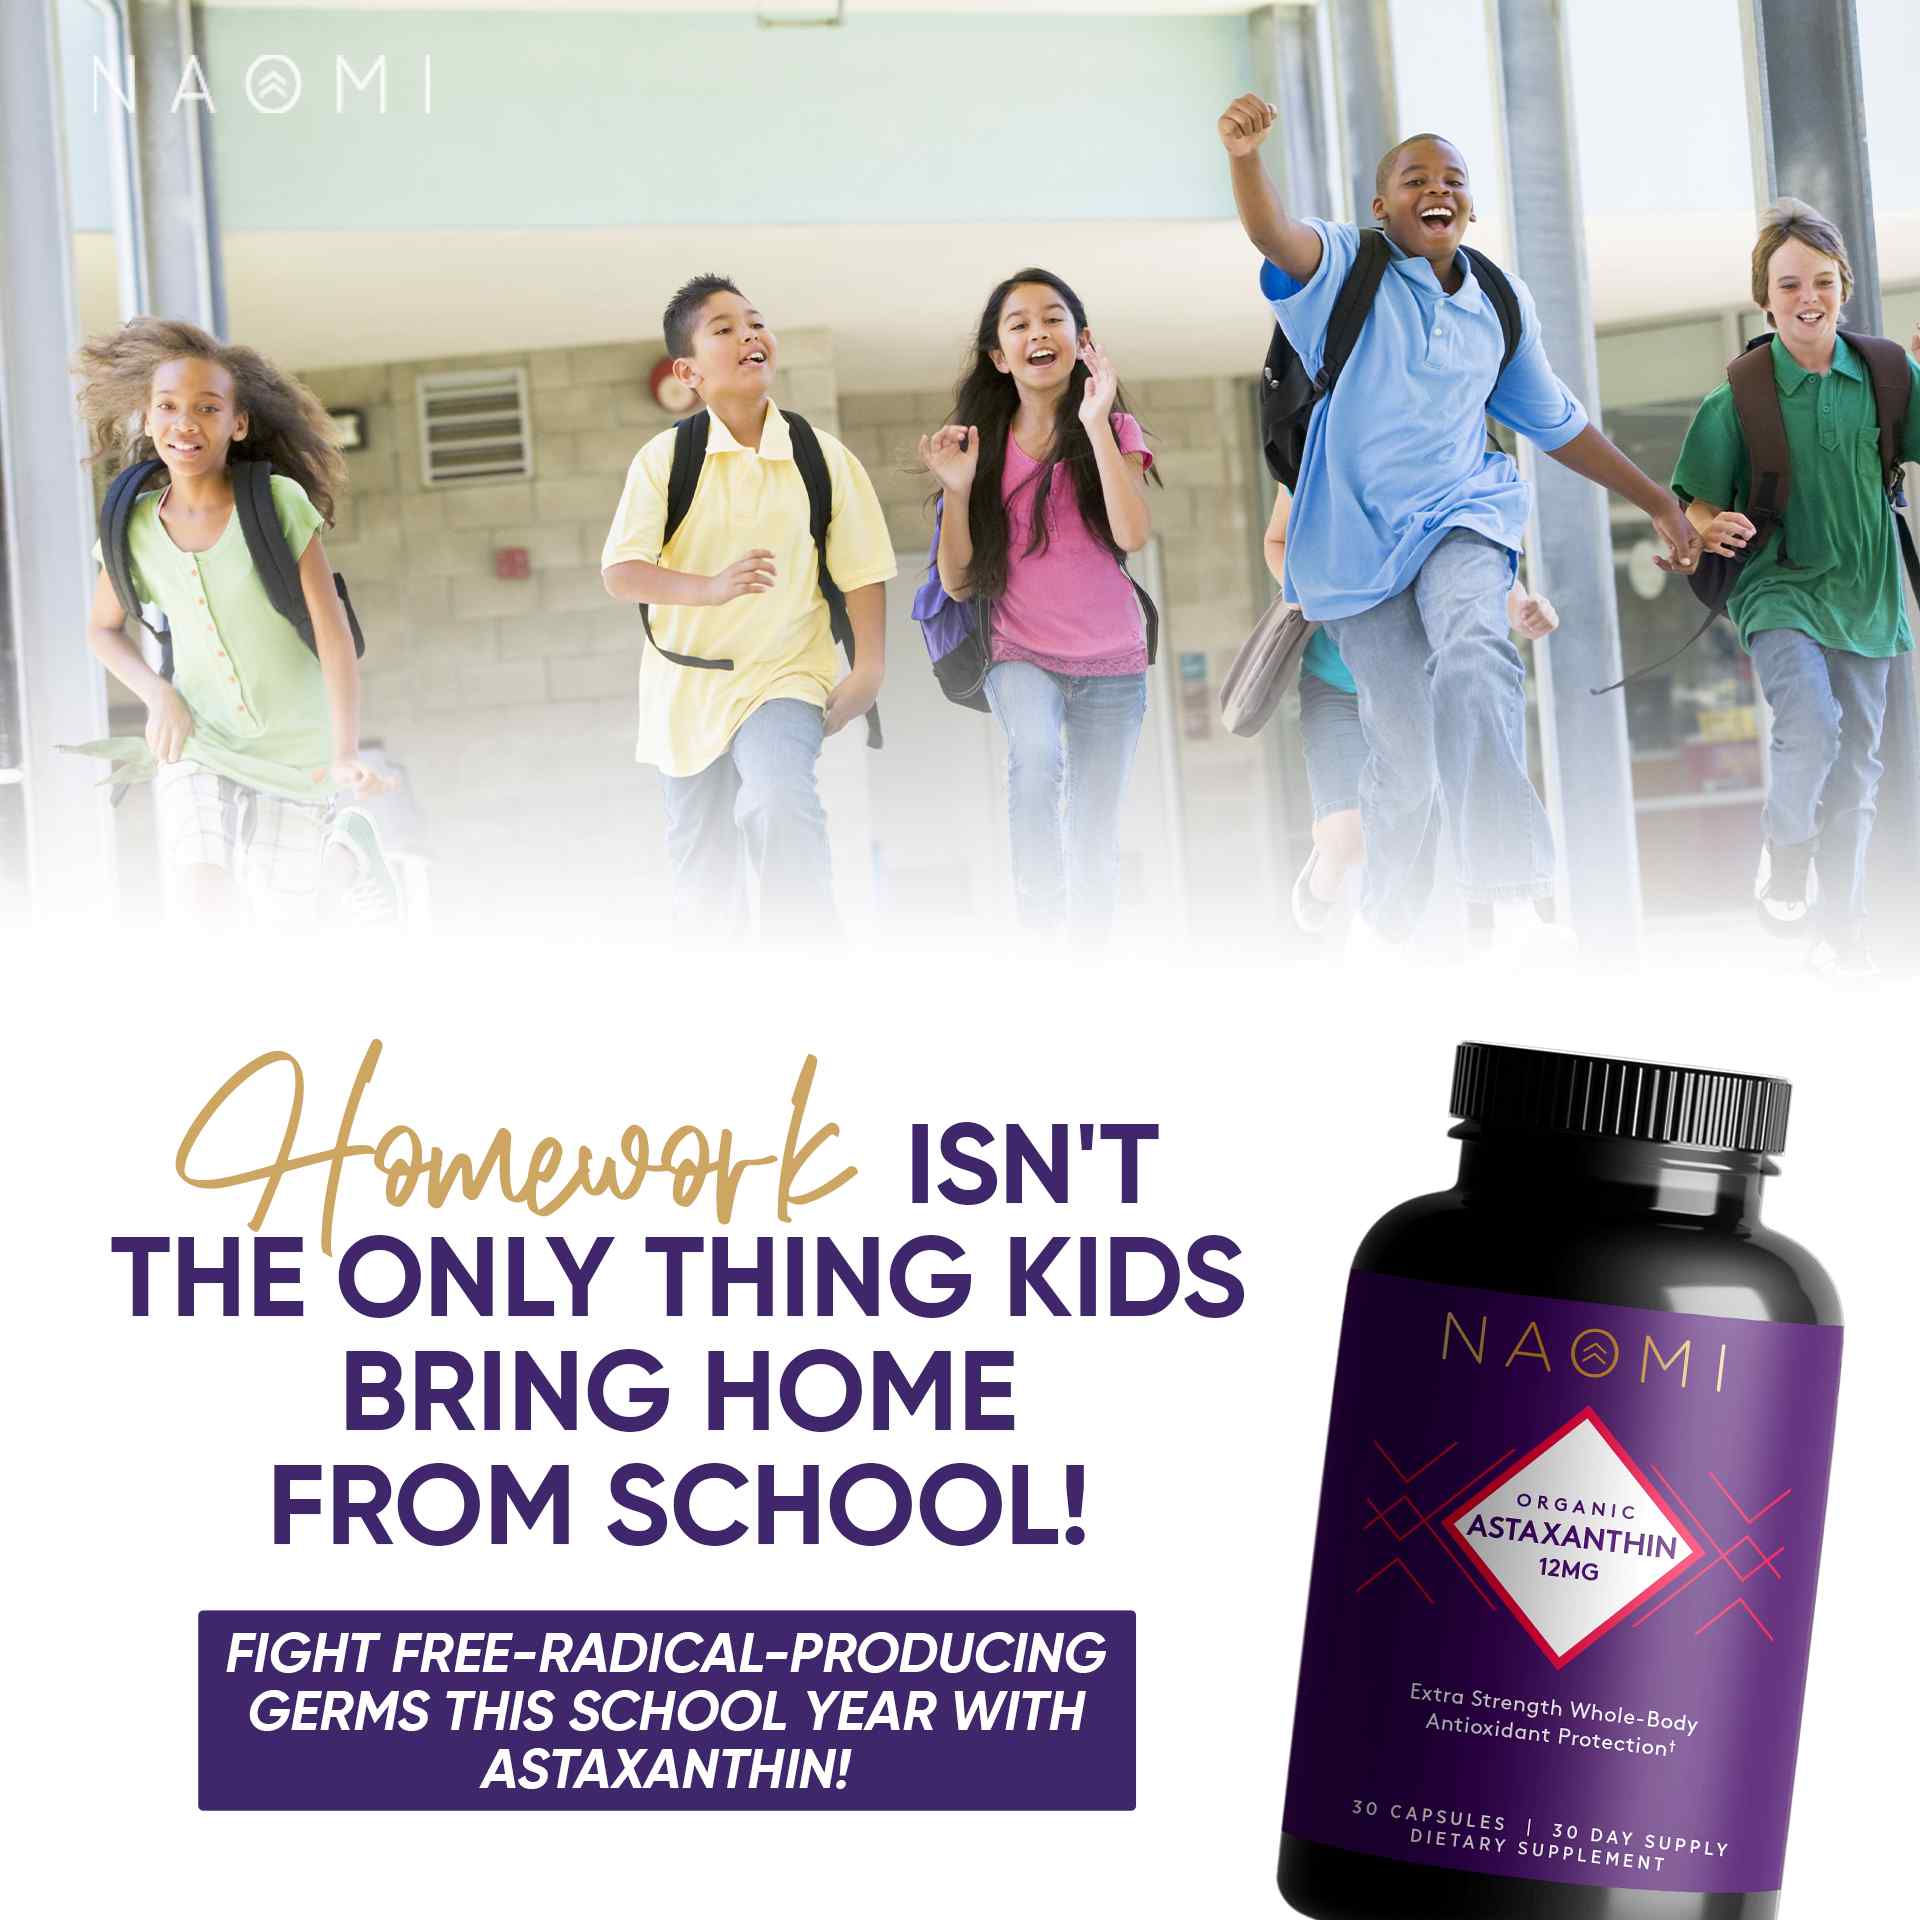 NAOMI
Homework ISN'T
THE ONLY THING KIDS
BRING HOME
FROM SCHOOL!
FIGHT FREE-RADICAL-PRODUCING
GERMS THIS SCHOOL YEAR WITH
ASTAXANTHIN!
NAOMI
ORGANIC
ASTAXANTHIN
12MG
Extra Strength Whole-Body
Antioxidant Protection†
30 CAPSULES | 30 DAY SUPPLY
DIETARY SUPPLEMENT